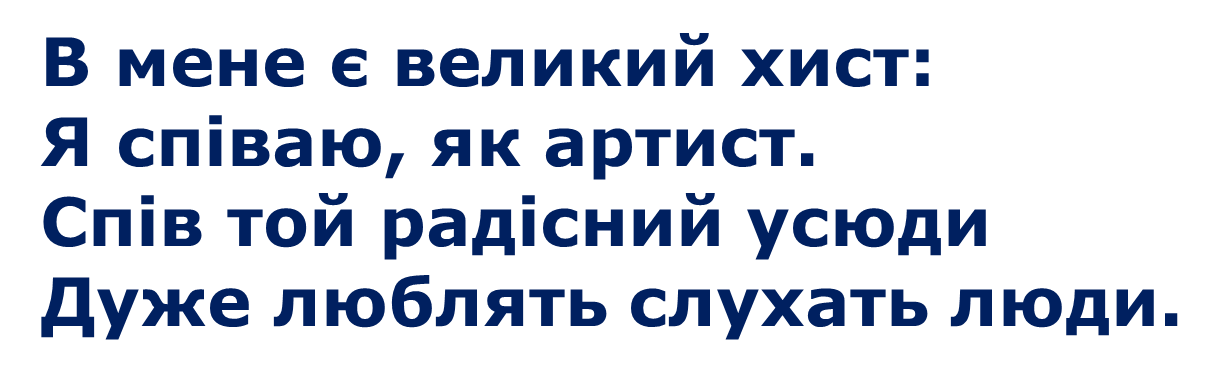 В мене є великий хист:
Я співаю, як артист.
Спів той радісний усюди
Дуже люблять слухать люди.